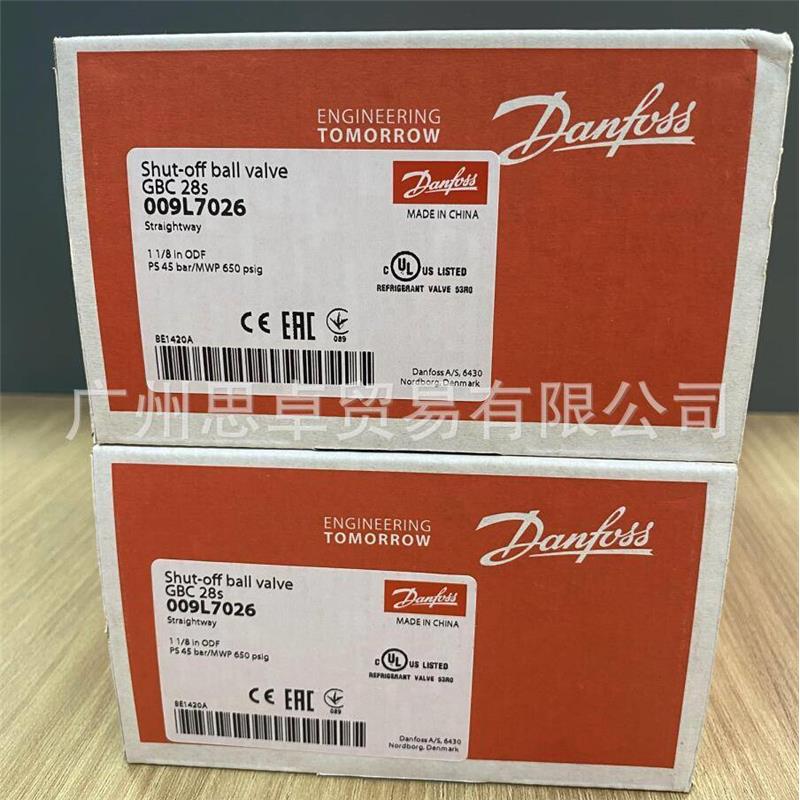 ENGINEERING
TOMORROW
Danfoss
Shut-off ball valve
GBC 28s
009L7026
Straightway
1 1/8 in ODF
PS 45 bar/MWP 650 psig
Danfoss
MADE IN CHINA
C UL US LISTED
REFRIGERANT VALVE 53R0
CE EAC
089
BE1420A
Danfoss A/S, 6430
Nordborg, Denmark
广州思卓贸易有限公司
ENGINEERING
TOMORROW
Danfoss
Shut-off ball valve
GBC 28s
009L7026
Straightway
1 1/8 in ODF
PS 45 bar/MWP 650 psig
Danfoss
MADE IN CHINA
C UL US LISTED
REFRIGERANT VALVE 53R0
CE EAC
089
BE1420A
Danfoss A/S, 6430
Nordborg, Denmark